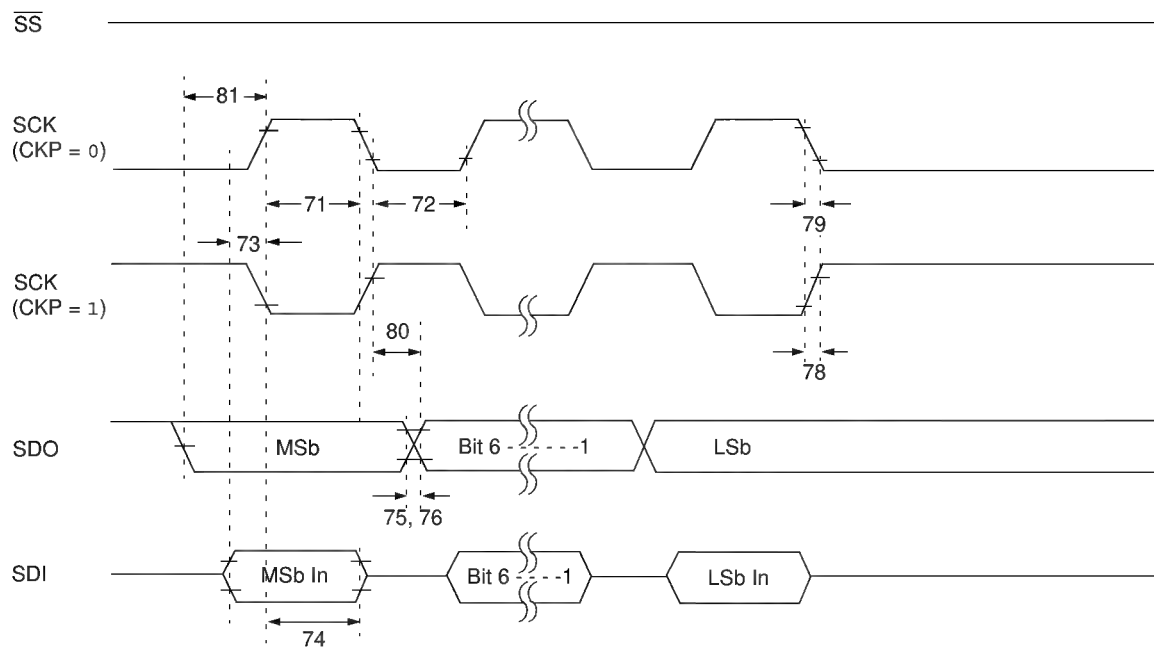 SS
81
SCK
(CKP = 0)
71
72
79
73
SCK
(CKP = 1)
80
78
SDO
MSb
Bit 6 - - - - - -1
LSb
75, 76
SDI
MSb In
Bit 6 - - - - -1
LSb In
74